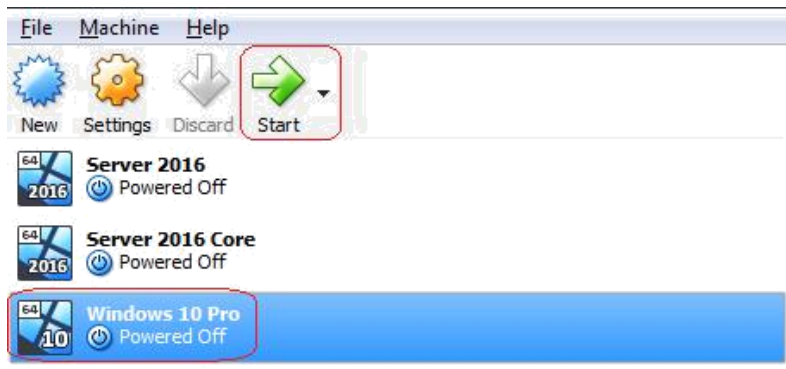 File Machine Help
New Settings Discard Start
64
2016
Server 2016
Powered Off
64
2016
Server 2016 Core
Powered Off
64
10
Windows 10 Pro
Powered Off